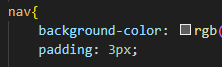 nav{
background-color: rgb(
padding: 3px;